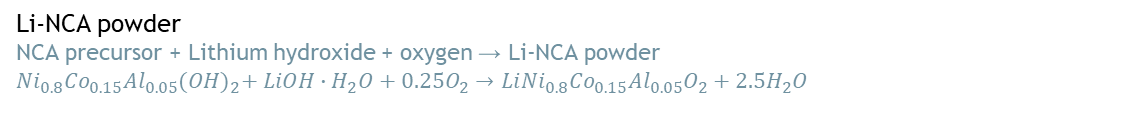 Li-NCA powder
NCA precursor + Lithium hydroxide + oxygen → Li-NCA powder
Ni₀.₈Co₀.₁₅Al₀.₀₅(OH)₂ + LiOH · H₂O + 0.25O₂ → LiNi₀.₈Co₀.₁₅Al₀.₀₅O₂ + 2.5H₂O